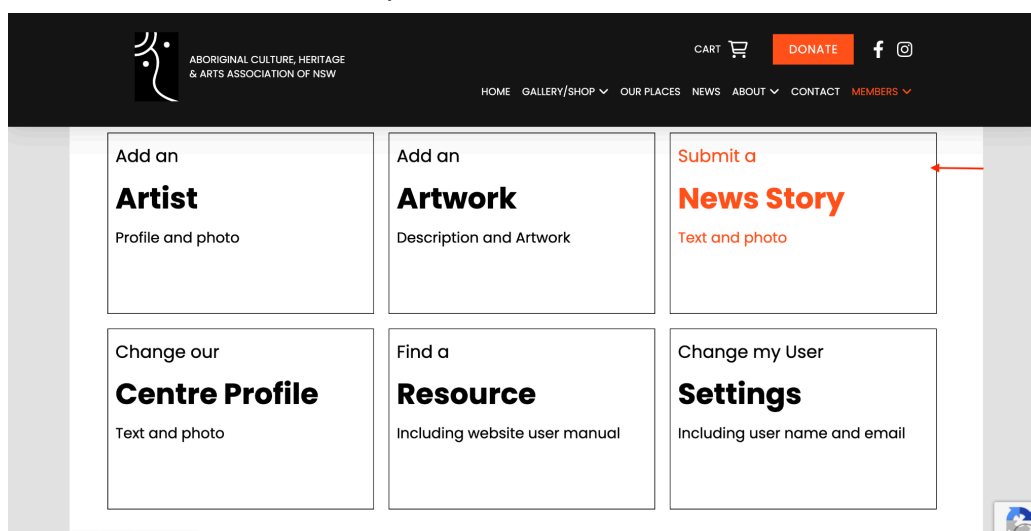 CART
DONATE
ABORIGINAL CULTURE, HERITAGE
& ARTS ASSOCIATION OF NSW
HOME GALLERY/SHOP OUR PLACES NEWS ABOUT CONTACT MEMBERS
Add an
Artist
Profile and photo
Add an
Artwork
Description and Artwork
Submit a
News Story
Text and photo
Change our
Centre Profile
Text and photo
Find a
Resource
Including website user manual
Change my User
Settings
Including user name and email